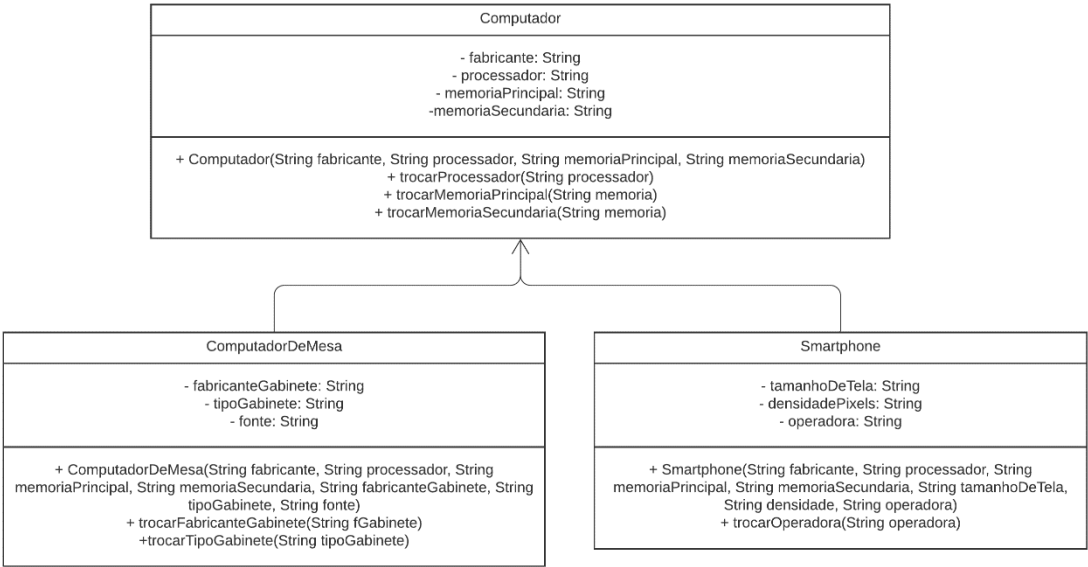 Computador
- fabricante: String
- processador: String
- memoriaPrincipal: String
-memoriaSecundaria: String
+ Computador(String fabricante, String processador, String memoriaPrincipal, String memoriaSecundaria)
+ trocarProcessador(String processador)
+ trocarMemoriaPrincipal(String memoria)
+ trocarMemoriaSecundaria(String memoria)
ComputadorDeMesa
- fabricanteGabinete: String
- tipoGabinete: String
- fonte: String
+ ComputadorDeMesa(String fabricante, String processador, String
memoriaPrincipal, String memoriaSecundaria, String fabricanteGabinete, String
tipoGabinete, String fonte)
+ trocarFabricanteGabinete(String fGabinete)
+trocarTipoGabinete(String tipoGabinete)
Smartphone
- tamanhoDeTela: String
- densidadePixels: String
- operadora: String
+ Smartphone(String fabricante, String processador, String
memoriaPrincipal, String memoriaSecundaria, String tamanhoDeTela,
String densidade, String operadora)
+ trocarOperadora(String operadora)